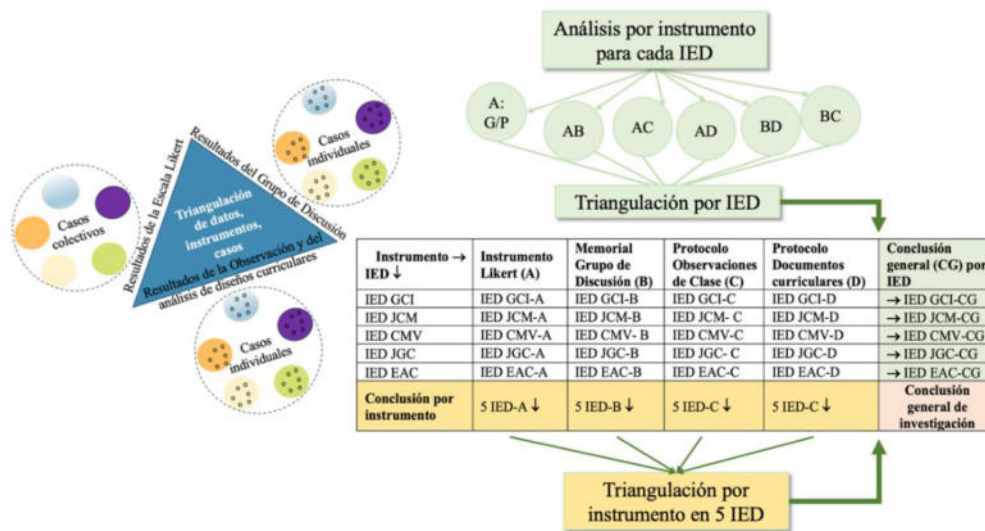 Análisis por instrumento
para cada IED
A:
G/P
AB
AC
AD
BD
BC
Triangulación por IED
Casos
colectivos
Resultados de la Escala Likert
Resultados del Grupo de Discusión
Casos
individuales
Triangulación
de datos,
instrumentos,
casos
Resultados de la Observación y del
análisis de diseños curriculares
Casos
individuales
Instrumento →
IED ↓
Instrumento
Likert (A)
Memorial
Grupo de
Discusión (B)
Protocolo
Observaciones
de Clase (C)
Protocolo
Documentos
curriculares (D)
Conclusión
general (CG) por
IED
IED GCI IED GCI-A IED GCI-B IED GCI-C IED GCI-D → IED GCI-CG
IED JCM IED JCM-A IED JCM-B IED JCM- C IED JCM-D → IED JCM-CG
IED CMV IED CMV-A IED CMV- B IED CMV-C IED CMV-D → IED CMV-CG
IED JGC IED JGC-A IED JGC-B IED JGC- C IED JGC-D → IED JGC-CG
IED EAC IED EAC-A IED EAC-B IED EAC-C IED EAC-D → IED EAC-CG
Conclusión por
instrumento
5 IED-A ↓ 5 IED-B ↓ 5 IED-C ↓ 5 IED-C ↓
Conclusión
general de
investigación
Triangulación por
instrumento en 5 IED